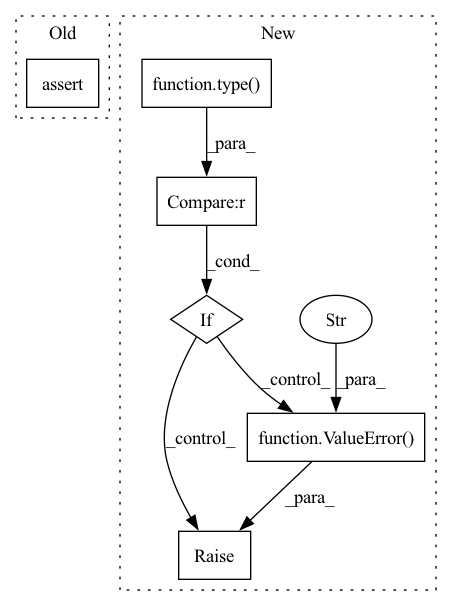 Old
New
assert
function.type()
_para_
Compare:r
_cond_
If
Str
_control_
_para_
_control_
function.ValueError()
_para_
Raise